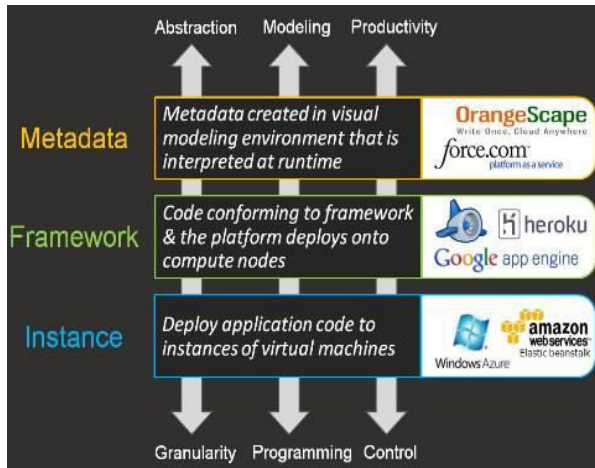 Abstraction Modeling Productivity
Metadata
Metadata created in visual
modeling environment that is
interpreted at runtime
OrangeScape
Write Once, Cloud Anywhere
force.com™
platform as a service
Framework
Code conforming to framework
& the platform deploys onto
compute nodes
heroku
Google app engine
Instance
Deploy application code to
instances of virtual machines
Windows Azure
amazon
webservices™
Elastic beanstalk
Granularity Programming Control